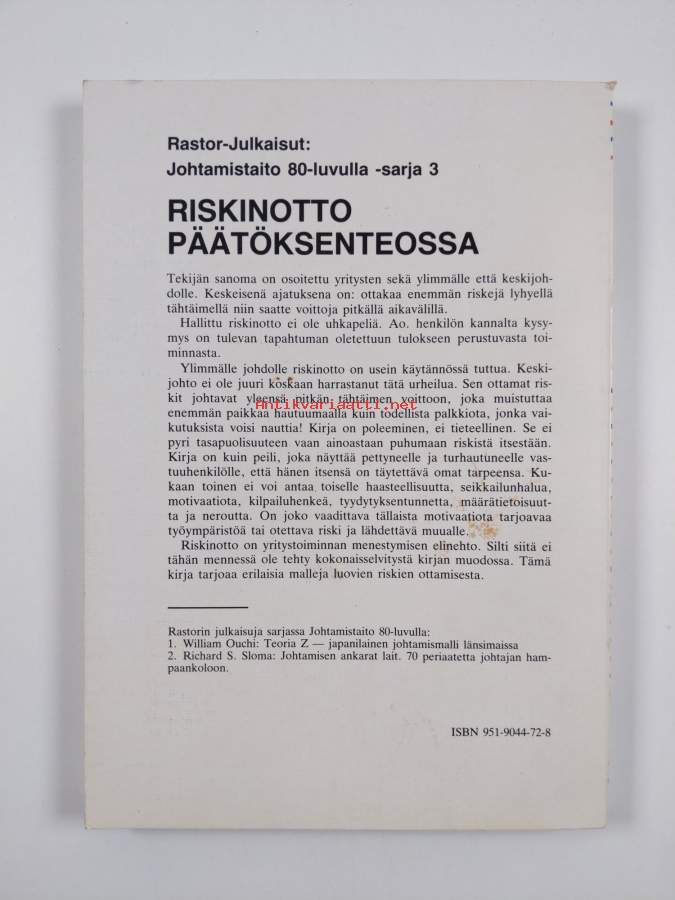 Rastor-Julkaisut:
Johtamistaito 80-luvulla -sarja 3
RISKINOTTO
PÄÄTÖKSENTEOSSA
Tekijän sanoma on osoitettu yritysten sekä ylimmälle että keskijoh-
dolle. Keskeisenä ajatuksena on: ottakaa enemmän riskejä lyhyellä
tähtäimellä niin saatte voittoja pitkällä aikavälillä.
Hallittu riskinotto ei ole uhkapeliä. Ao. henkilön kannalta kysy-
mys on tulevan tapahtuman oletettuun tulokseen perustuvasta toi-
minnasta.
Ylimmälle johdolle riskinotto on usein käytännössä tuttua. Keski-
johto ei ole juuri koskaan harrastanut tätä urheilua. Sen ottamat ris-
kit johtavat yleensä pitkän tähtäimen voittoon, joka muistuttaa
Antikvariaatti.net
enemmän paikkaa hautuumaalla kuin todellista palkkiota, jonka vai-
kutuksista voisi nauttia! Kirja on poleeminen, ei tieteellinen. Se ei
pyri tasapuolisuuteen vaan ainoastaan puhumaan riskistä itsestään.
Kirja on kuin peili, joka näyttää pettyneelle ja turhautuneelle vas-
tuuhenkilölle, että hänen itsensä on täytettävä omat tarpeensa. Ku-
kaan toinen ei voi antaa toiselle haasteellisuutta, seikkailunhalua,
motivaatiota, kilpailuhenkeä, tyydytyksentunnetta, määrätietoisuut-
ta ja neroutta. On joko vaadittava tällaista motivaatiota tarjoavaa
työympäristöä tai otettava riski ja lähdettävä muualle.
Riskinotto on yritystoiminnan menestymisen elinehto. Silti siitä ei
tähän mennessä ole tehty kokonaisselvitystä kirjan muodossa. Tämä
kirja tarjoaa erilaisia malleja luovien riskien ottamisesta.
Rastorin julkaisuja sarjassa Johtamistaito 80-luvulla:
1. William Ouchi: Teoria Z — japanilainen johtamismalli länsimaissa
2. Richard S. Sloma: Johtamisen ankarat lait. 70 periaatetta johtajan ham-
paankoloon.
ISBN 951-9044-72-8